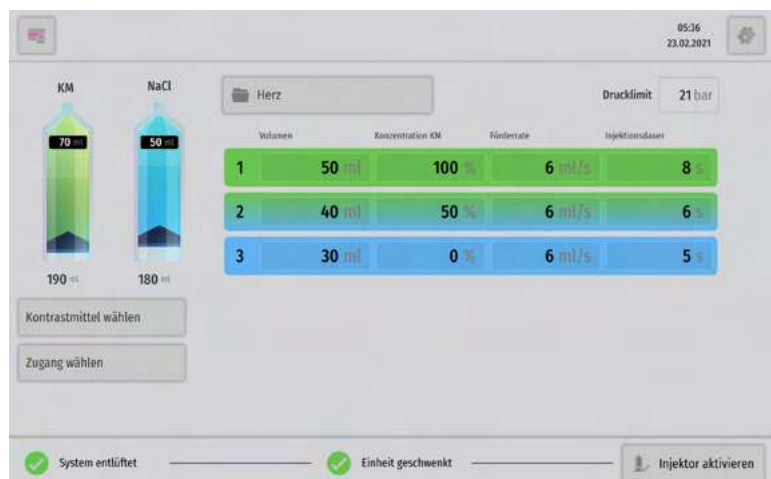 05:36
23.02.2021
KM NaCl
Herz
Drucklimit 21 bar
70 ml 50 ml
Volumen Konzentration KM Förderrate Injektionsdauer
1 50 ml 100 % 6 ml/s 8 s
2 40 ml 50 % 6 ml/s 6 s
3 30 ml 0 % 6 ml/s 5 s
190 ml 180 ml
Kontrastmittel wählen
Zugang wählen
System entlüftet
Einheit geschwenkt
Injektor aktivieren